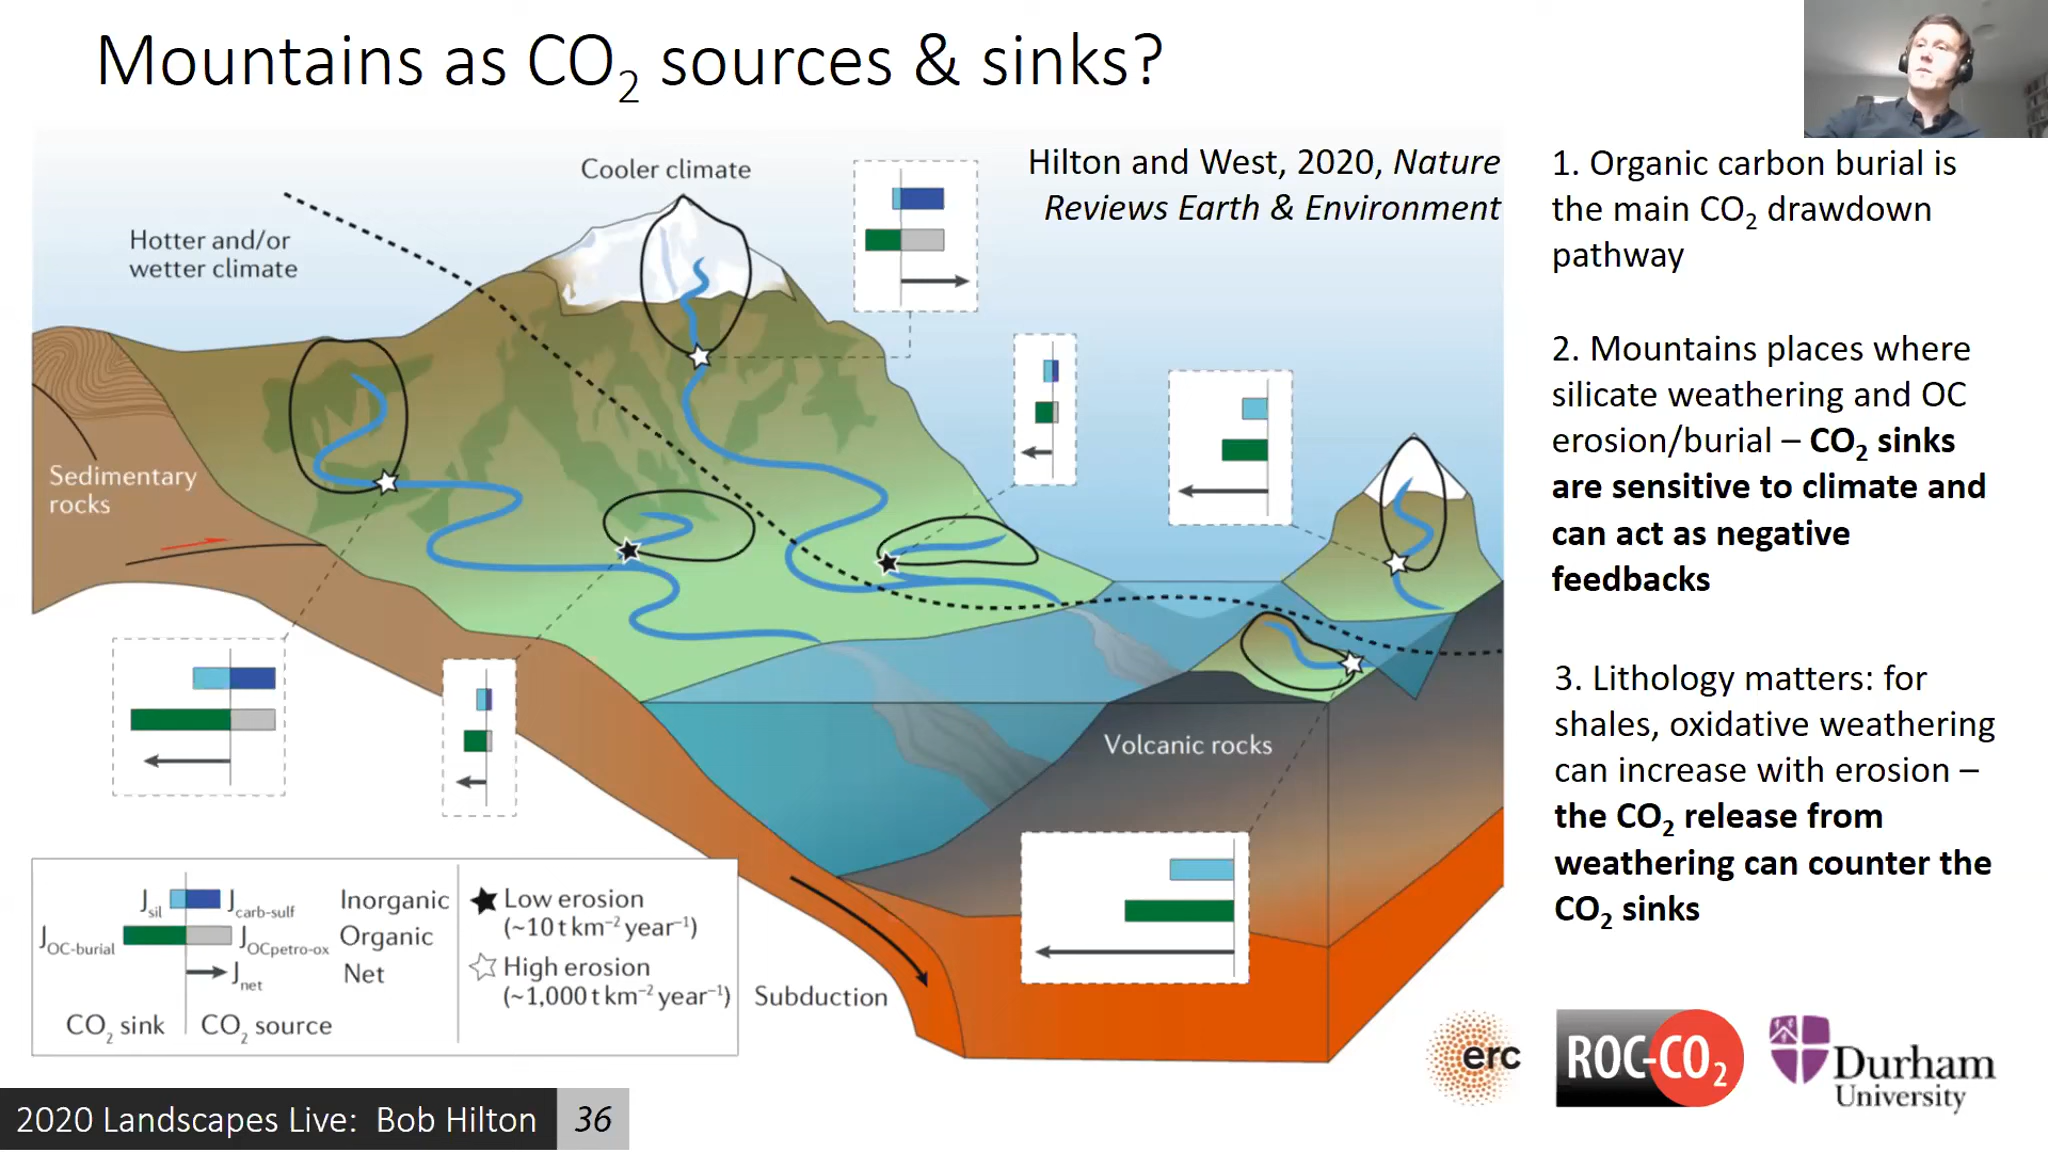 Mountains as CO₂ sources & sinks?
Cooler climate
Hilton and West, 2020, Nature
Reviews Earth & Environment
Hotter and/or
wetter climate
Sedimentary
rocks
Volcanic rocks
Subduction
J_sil
J_carb-sulf
Inorganic
J_OC-burial
J_OCpetro-ox
Organic
J_net
Net
CO₂ sink
CO₂ source
Low erosion
(~10 t km⁻² year⁻¹)
High erosion
(~1,000 t km⁻² year⁻¹)
1. Organic carbon burial is
the main CO₂ drawdown
pathway
2. Mountains places where
silicate weathering and OC
erosion/burial – CO₂ sinks
are sensitive to climate and
can act as negative
feedbacks
3. Lithology matters: for
shales, oxidative weathering
can increase with erosion –
the CO₂ release from
weathering can counter the
CO₂ sinks
erc
ROC-CO₂
Durham
University
2020 Landscapes Live: Bob Hilton
36